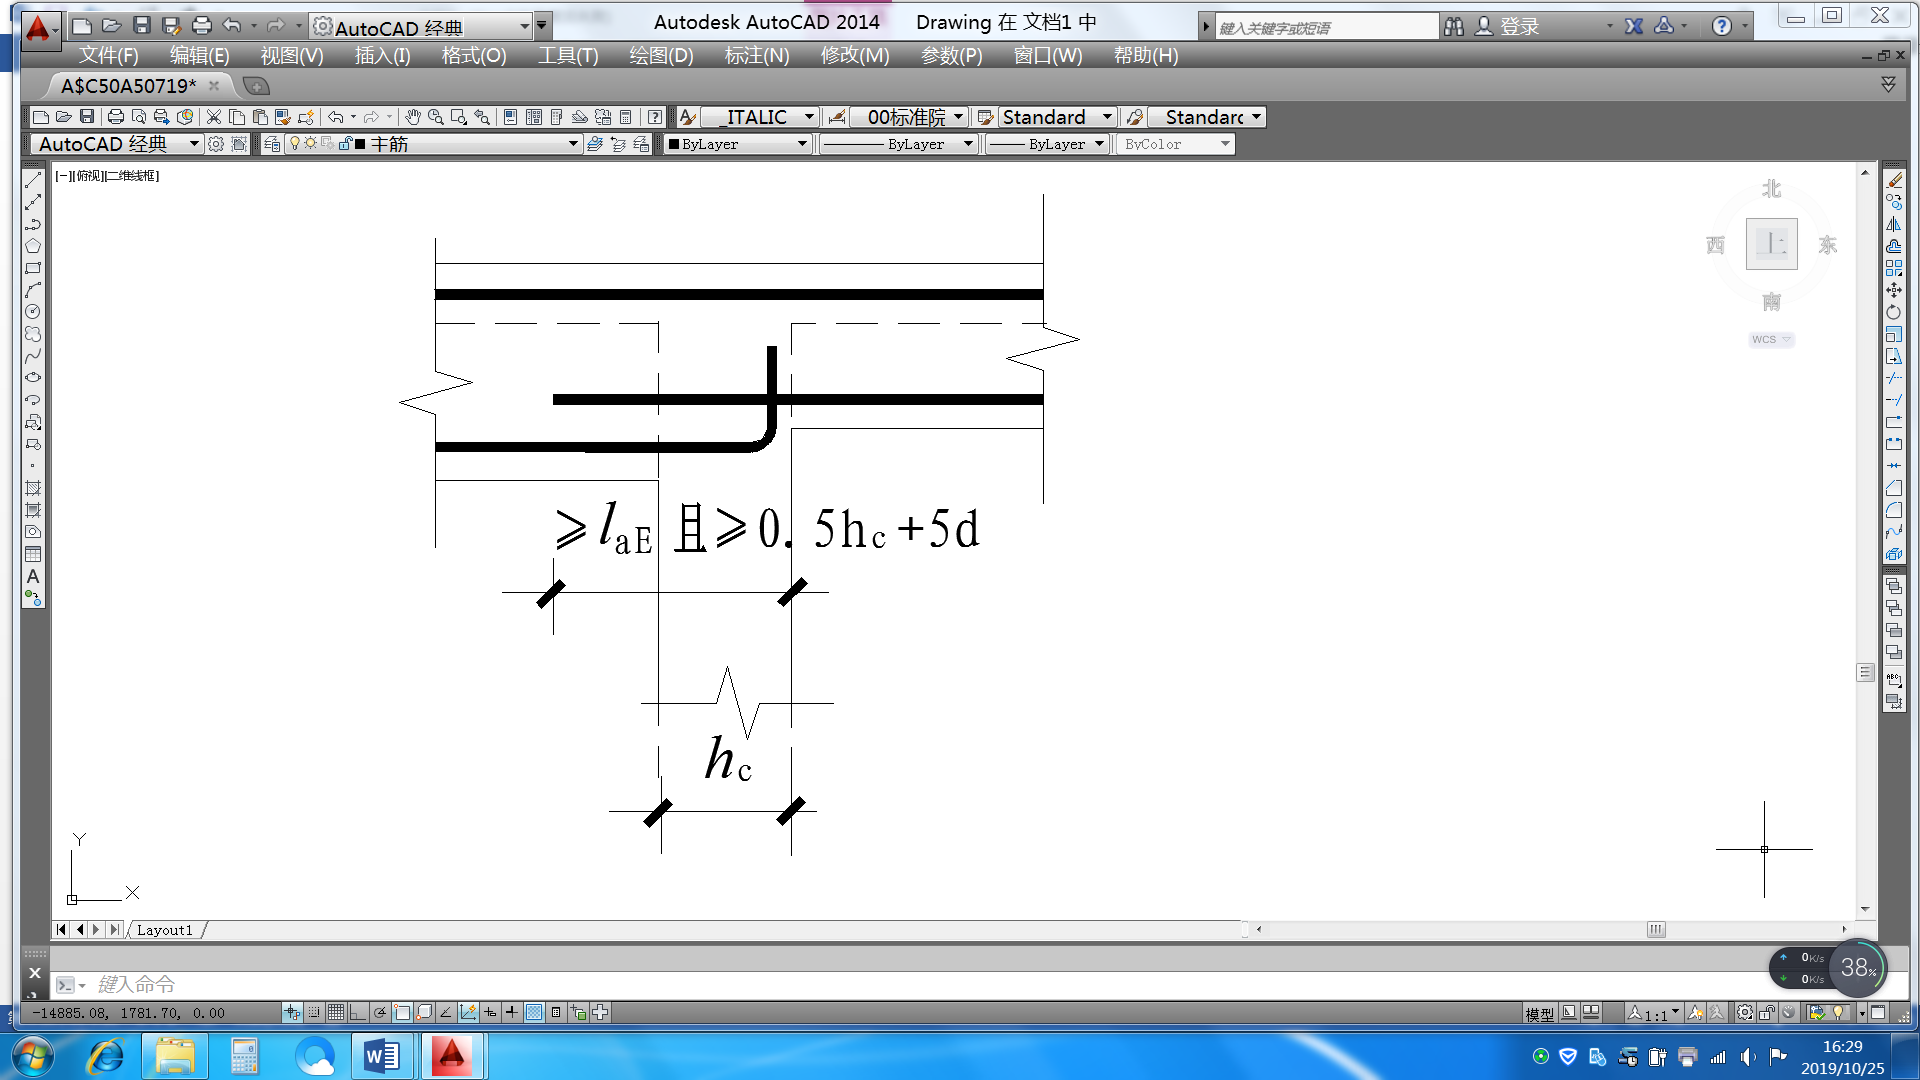 AutoCAD 经典
Autodesk AutoCAD 2014 Drawing 在 文档1 中
键入关键字或短语
登录
文件(F) 编辑(E) 视图(V) 插入(I) 格式(O) 工具(T) 绘图(D) 标注(N) 修改(M) 参数(P) 窗口(W) 帮助(H)
A$C50A50719*
_ITALIC 00标准院 Standard Standarc
AutoCAD 经典 主筋 ByLayer ByLayer ByLayer ByColor
[−][俯视][二维线框]
北
西 上 东
南
WCS
≥laE 且≥0. 5hc+5d
hc
Y
X
Layout1
键入命令
0K/s
38%
0K/s
-14885.08, 1781.70, 0.00
模型 1:1
16:29
2019/10/25